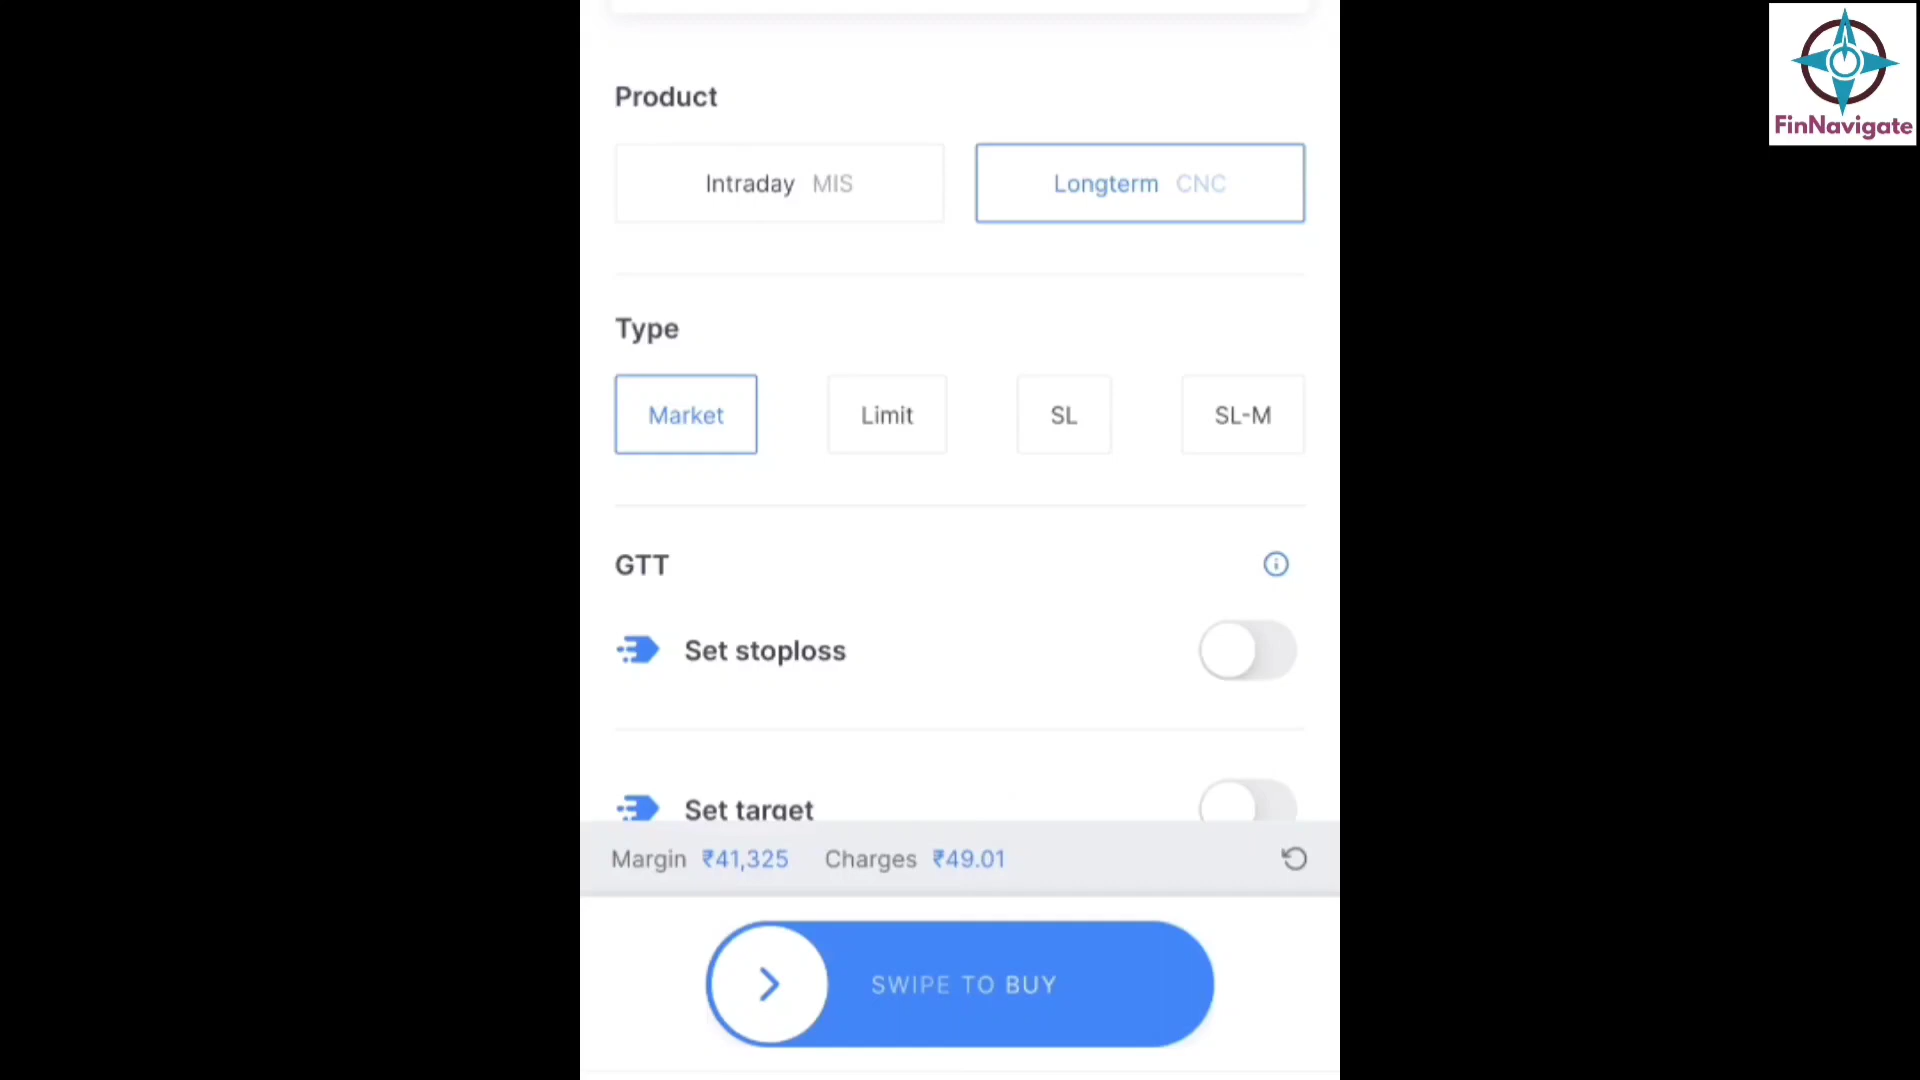 FinNavigate
Product
Intraday MIS
Longterm CNC
Type
Market
Limit
SL
SL-M
GTT
Set stoploss
Set target
Margin ₹41,325 Charges ₹49.01
SWIPE TO BUY